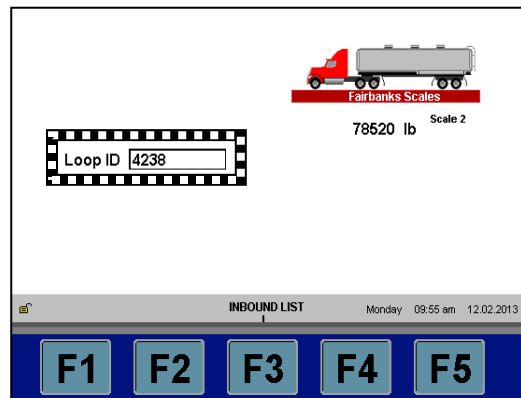 Fairbanks Scales
78520 lb Scale 2
Loop ID 4238
INBOUND LIST Monday 09:55 am 12.02.2013
F1 F2 F3 F4 F5